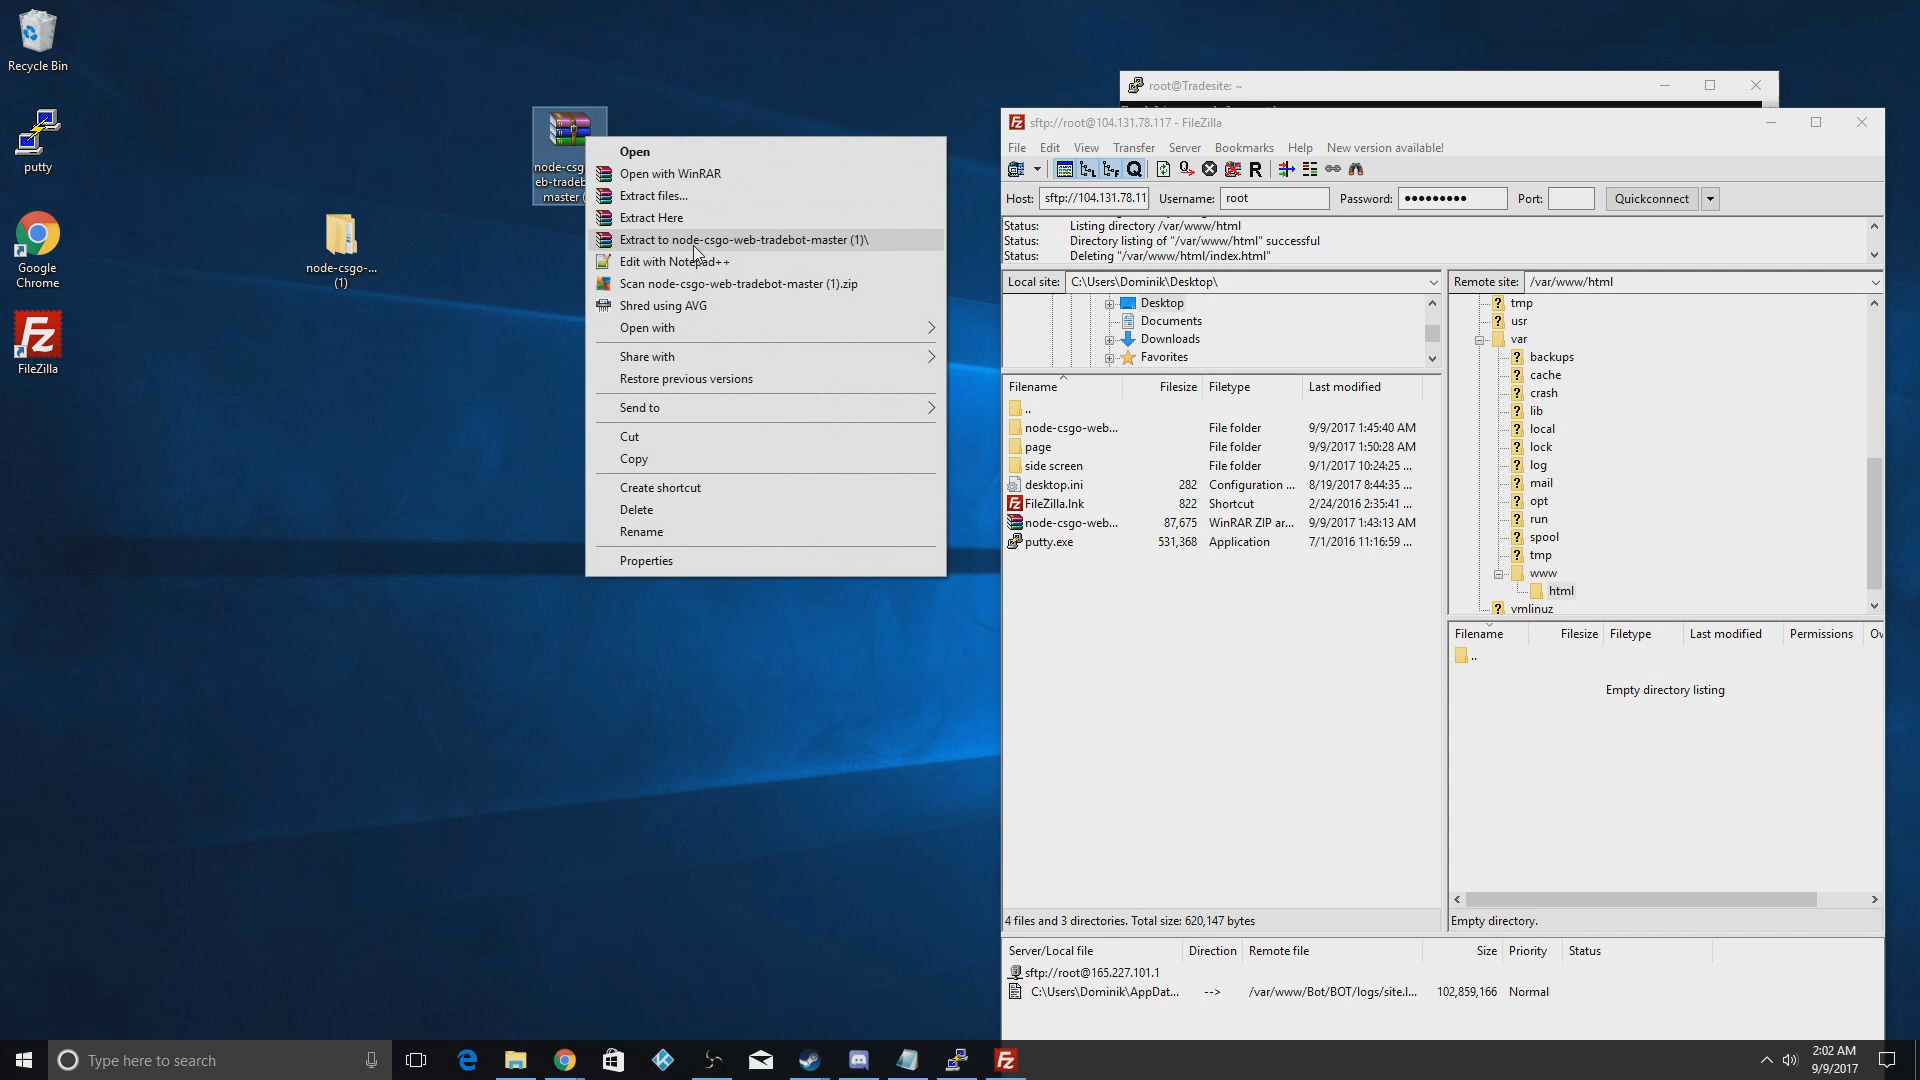 Recycle Bin
putty
Google
Chrome
FileZilla
node-csgo-...
(1)
node-csg
eb-tradeb
master (
Open
Open with WinRAR
Extract files...
Extract Here
Extract to node-csgo-web-tradebot-master (1)\
Edit with Notepad++
Scan node-csgo-web-tradebot-master (1).zip
Shred using AVG
Open with
Share with
Restore previous versions
Send to
Cut
Copy
Create shortcut
Delete
Rename
Properties
root@Tradesite: ~
sftp://root@104.131.78.117 - FileZilla
File Edit View Transfer Server Bookmarks Help New version available!
Host: sftp://104.131.78.11 Username: root Password: ●●●●●●●●● Port: Quickconnect
Status: Listing directory /var/www/html
Status: Directory listing of "/var/www/html" successful
Status: Deleting "/var/www/html/index.html"
Local site: C:\Users\Dominik\Desktop\
Desktop
Documents
Downloads
Favorites
Filename Filesize Filetype Last modified
..
node-csgo-web... File folder 9/9/2017 1:45:40 AM
page File folder 9/9/2017 1:50:28 AM
side screen File folder 9/1/2017 10:24:25 ...
desktop.ini 282 Configuration ... 8/19/2017 8:44:35 ...
FileZilla.lnk 822 Shortcut 2/24/2016 2:35:41 ...
node-csgo-web... 87,675 WinRAR ZIP ar... 9/9/2017 1:43:13 AM
putty.exe 531,368 Application 7/1/2016 11:16:59 ...
4 files and 3 directories. Total size: 620,147 bytes
Remote site: /var/www/html
tmp
usr
var
backups
cache
crash
lib
local
lock
log
mail
opt
run
spool
tmp
www
html
vmlinuz
Filename Filesize Filetype Last modified Permissions Ow
..
Empty directory listing
Empty directory.
Server/Local file Direction Remote file Size Priority Status
sftp://root@165.227.101.1
C:\Users\Dominik\AppDat... --> /var/www/Bot/BOT/logs/site.l... 102,859,166 Normal
Type here to search
2:02 AM
9/9/2017